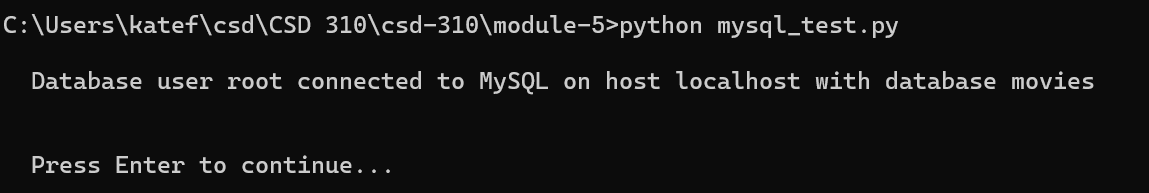 C:\Users\katef\csd\CSD 310\csd-310\module-5>python mysql_test.py
Database user root connected to MySQL on host localhost with database movies
Press Enter to continue...